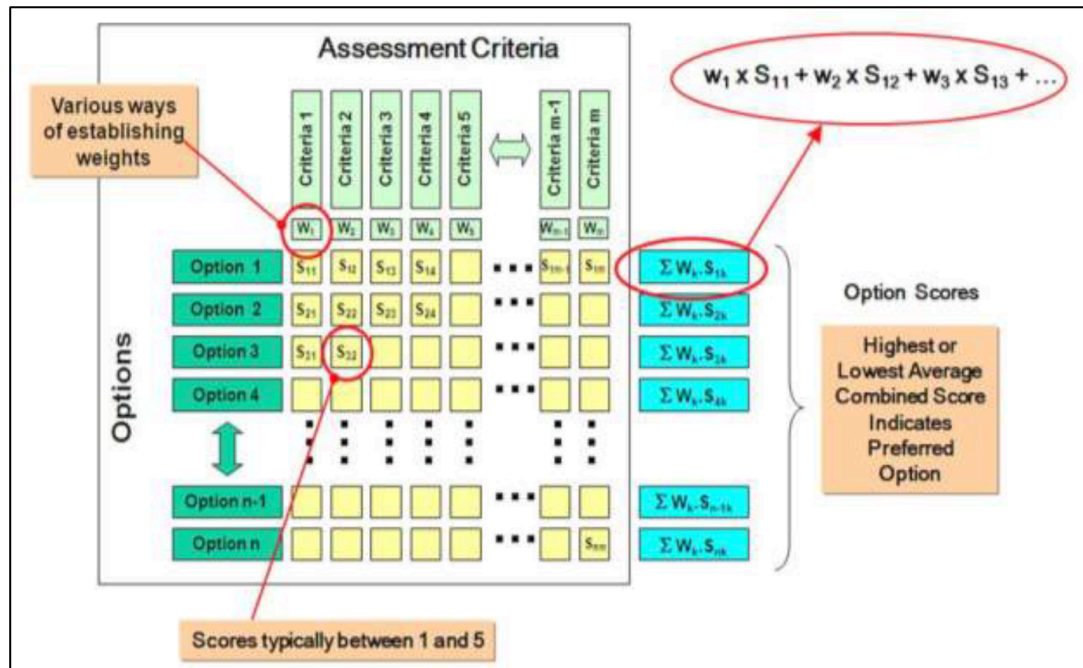 Assessment Criteria
w₁ x S₁₁ + w₂ x S₁₂ + w₃ x S₁₃ + ...
Various ways
of establishing
weights
Criteria 1
Criteria 2
Criteria 3
Criteria 4
Criteria 5
Criteria m -1
Criteria m
W₁ W₂ W₃ W₄ W₅ Wₘ₋₁ Wₘ
Option 1 S₁₁ S₁₂ S₁₃ S₁₄ ... S₁ₘ₋₁ S₁ₘ Σ Wₖ.S₁ₖ
Option 2 S₂₁ S₂₂ S₂₃ S₂₄ ... Σ Wₖ.S₂ₖ
Option 3 S₃₁ S₃₂ ... Σ Wₖ.S₃ₖ
Option 4 ... Σ Wₖ.S₄ₖ
Option n-1 ... Σ Wₖ.Sₙ₋₁ₖ
Option n ... Sₙₘ Σ Wₖ.Sₙₖ
Options
Option Scores
Highest or
Lowest Average
Combined Score
Indicates
Preferred
Option
Scores typically between 1 and 5